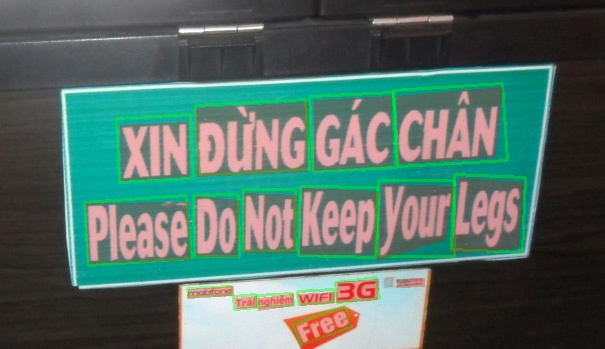 XIN ĐỪNG GÁC CHÂN
Please Do Not Keep Your Legs
mobifone
Trải nghiệm WIFI 3G
Free